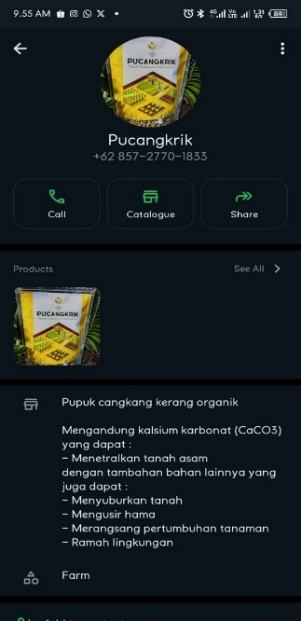 9.55 AM
PUCANGKRIK
Pucangkrik
+62 857-2770-1833
Call
Catalogue
Share
Products
See All
PUCANGKRIK
Pupuk cangkang kerang organik
Mengandung kalsium karbonat (CaCO3)
yang dapat :
- Menetralkan tanah asam
dengan tambahan bahan lainnya yang
juga dapat :
- Menyuburkan tanah
- Mengusir hama
- Merangsang pertumbuhan tanaman
- Ramah lingkungan
Farm